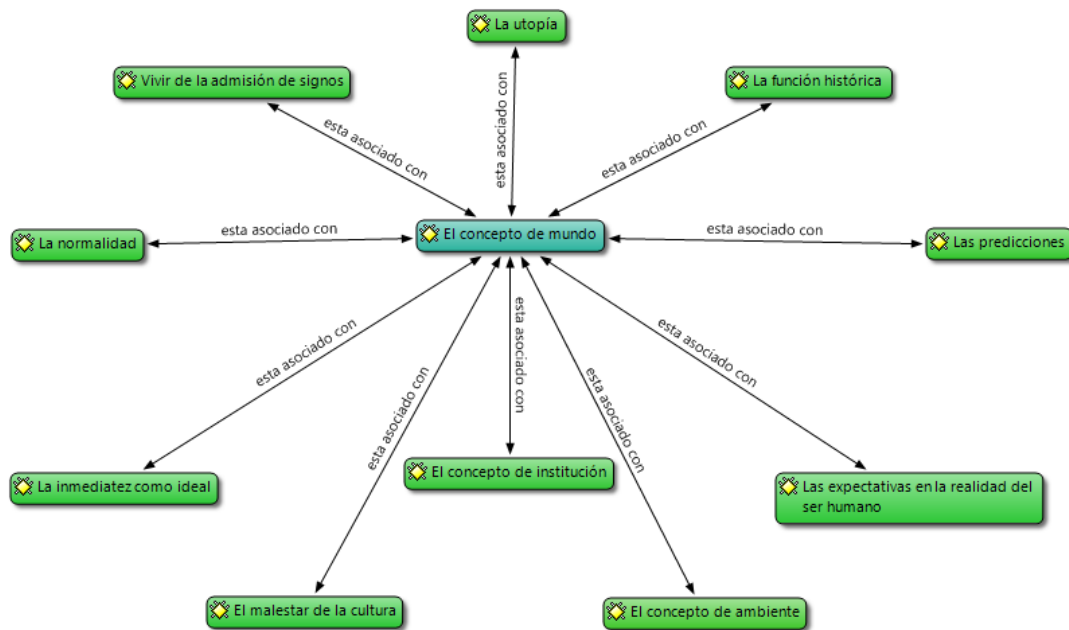 La utopía
Vivir de la admisión de signos
La función histórica
esta asociado con
esta asociado con
esta asociado con
La normalidad
esta asociado con
El concepto de mundo
esta asociado con
Las predicciones
esta asociado con
esta asociado con
esta asociado con
esta asociado con
esta asociado con
La inmediatez como ideal
El concepto de institución
Las expectativas en la realidad del
ser humano
El malestar de la cultura
El concepto de ambiente